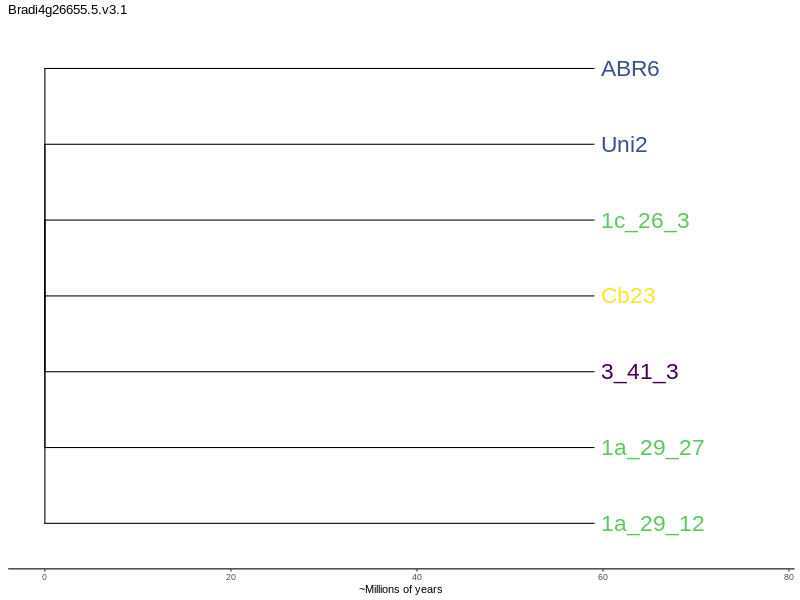 Bradi4g26655.5.v3.1
ABR6
Uni2
1c_26_3
Cb23
3_41_3
1a_29_27
1a_29_12
0 20 40 60 80
~Millions of years